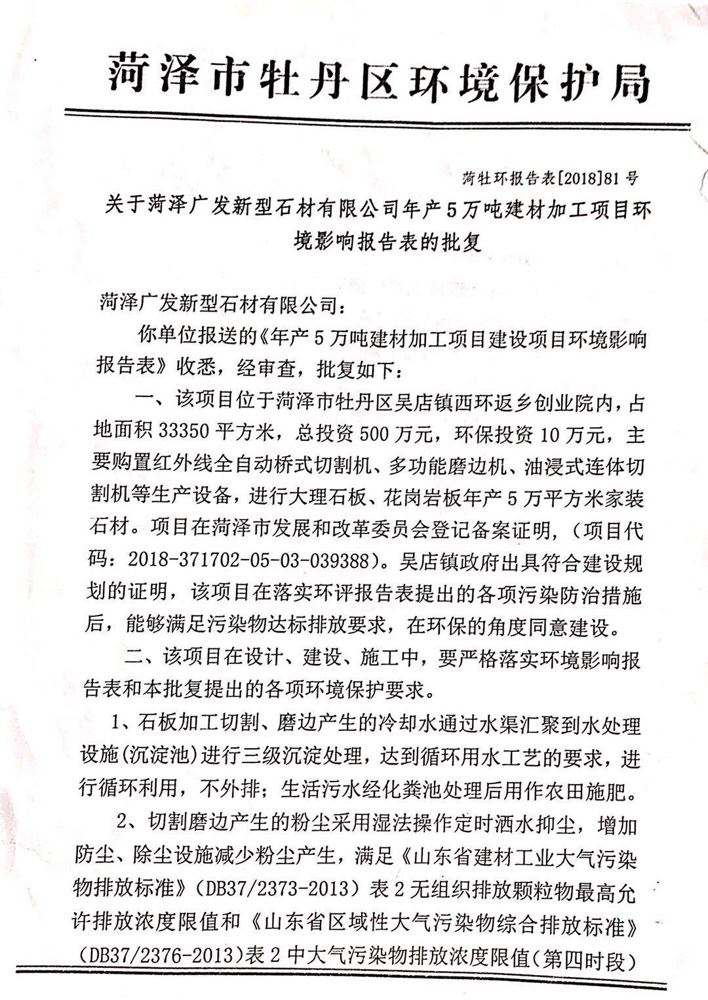 菏泽市牡丹区环境保护局
菏牡环报告表[2018]81号
关于菏泽广发新型石材有限公司年产5万吨建材加工项目环
境影响报告表的批复
菏泽广发新型石材有限公司：
你单位报送的《年产5万吨建材加工项目建设项目环境影响
报告表》收悉，经审查，批复如下：
一、该项目位于菏泽市牡丹区吴店镇西环返乡创业院内，占
地面积33350平方米，总投资500万元，环保投资10万元，主
要购置红外线全自动桥式切割机、多功能磨边机、油浸式连体切
割机等生产设备，进行大理石板、花岗岩板年产5万平方米家装
石材。项目在菏泽市发展和改革委员会登记备案证明，（项目代
码：2018-371702-05-03-039388）。吴店镇政府出具符合建设规
划的证明，该项目在落实环评报告表提出的各项污染防治措施
后，能够满足污染物达标排放要求，在环保的角度同意建设。
二、该项目在设计、建设、施工中，要严格落实环境影响报
告表和本批复提出的各项环境保护要求。
1、石板加工切割、磨边产生的冷却水通过水渠汇聚到水处理
设施(沉淀池)进行三级沉淀处理，达到循环用水工艺的要求，进
行循环利用，不外排；生活污水经化粪池处理后用作农田施肥。
2、切割磨边产生的粉尘采用湿法操作定时洒水抑尘，增加
防尘、除尘设施减少粉尘产生，满足《山东省建材工业大气污染
物排放标准》（DB37/2373-2013）表2无组织排放颗粒物最高允
许排放浓度限值和《山东省区域性大气污染物综合排放标准》
（DB37/2376-2013)表2中大气污染物排放浓度限值（第四时段）